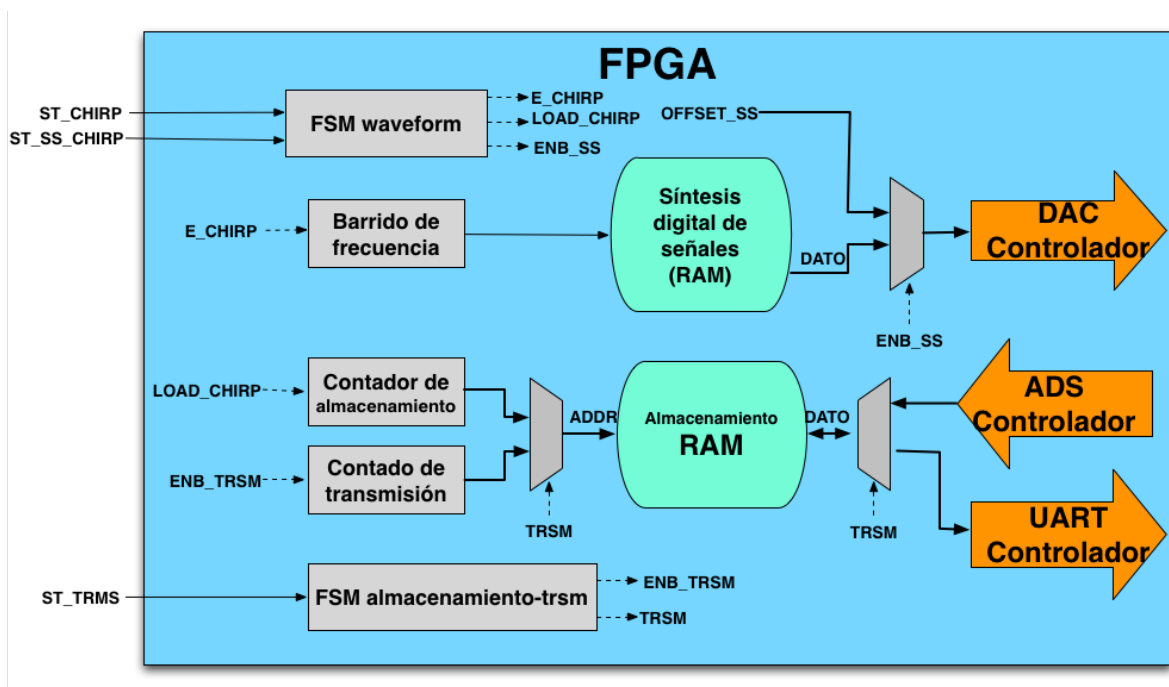 FPGA
ST_CHIRP
ST_SS_CHIRP
FSM waveform
E_CHIRP
LOAD_CHIRP
ENB_SS
OFFSET_SS
E_CHIRP
Barrido de
frecuencia
Síntesis
digital de
señales
(RAM)
DATO
ENB_SS
DAC
Controlador
LOAD_CHIRP
Contador de
almacenamiento
ENB_TRSM
Contado de
transmisión
TRSM
ADDR
Almacenamiento
RAM
DATO
TRSM
ADS
Controlador
UART
Controlador
ST_TRMS
FSM almacenamiento-trsm
ENB_TRSM
TRSM